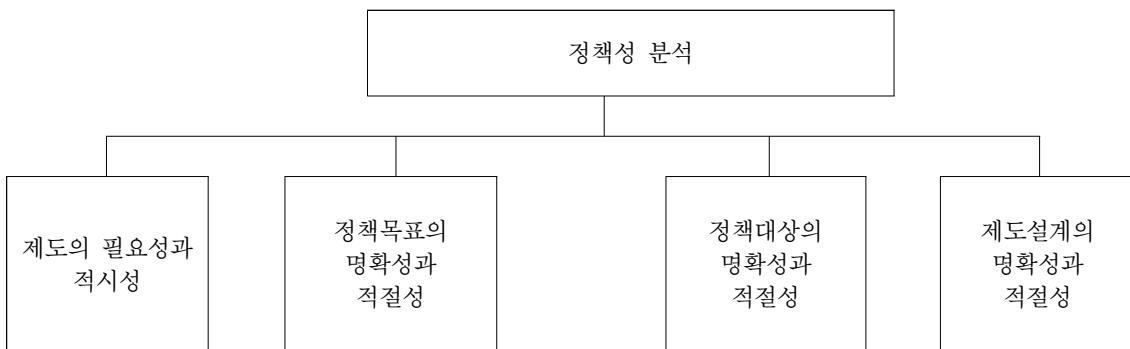 정책성 분석
제도의 필요성과
적시성
정책목표의
명확성과
적절성
정책대상의
명확성과
적절성
제도설계의
명확성과
적절성